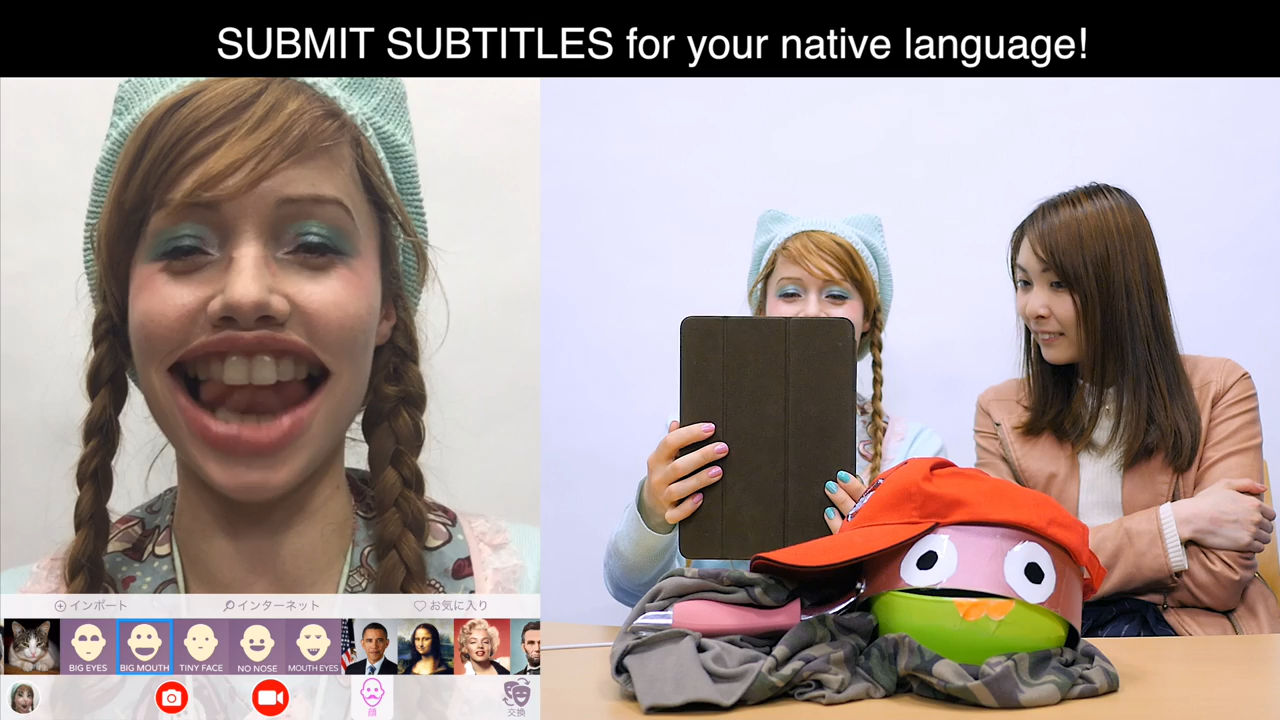 SUBMIT SUBTITLES for your native language!
インポート
インターネット
お気に入り
BIG EYES
BIG MOUTH
TINY FACE
NO NOSE
MOUTH EYES
顔
交換